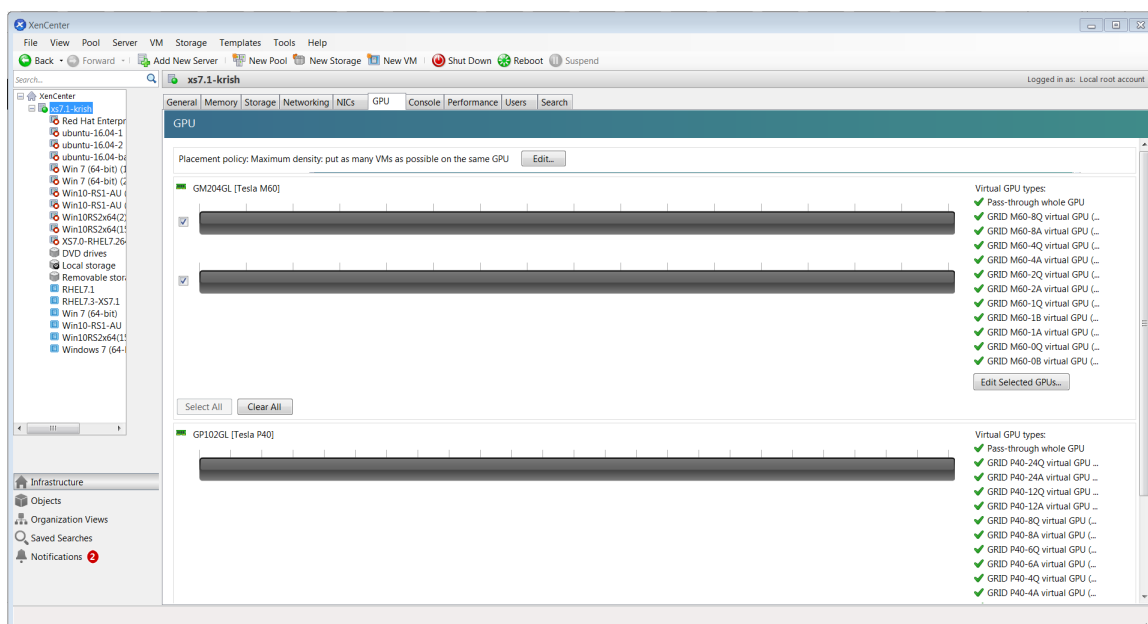 XenCenter
File View Pool Server VM Storage Templates Tools Help
Back Forward Add New Server New Pool New Storage New VM Shut Down Reboot Suspend
Search...
xs7.1-krish
Logged in as: Local root account
XenCenter
xs7.1-krish
Red Hat Enterpr
ubuntu-16.04-1
ubuntu-16.04-2
ubuntu-16.04-ba
Win 7 (64-bit) (1
Win 7 (64-bit) (2
Win10-RS1-AU (
Win10-RS1-AU (
Win10RS2x64(2)
Win10RS2x64(15
XS7.0-RHEL7.264
DVD drives
Local storage
Removable stora
RHEL7.1
RHEL7.3-XS7.1
Win 7 (64-bit)
Win10-RS1-AU
Win10RS2x64(15
Windows 7 (64-
General Memory Storage Networking NICs GPU Console Performance Users Search
GPU
Placement policy: Maximum density: put as many VMs as possible on the same GPU Edit...
GM204GL [Tesla M60]
Virtual GPU types:
Pass-through whole GPU
GRID M60-8Q virtual GPU (...
GRID M60-8A virtual GPU (...
GRID M60-4Q virtual GPU (...
GRID M60-4A virtual GPU (...
GRID M60-2Q virtual GPU (...
GRID M60-2A virtual GPU (...
GRID M60-1Q virtual GPU (...
GRID M60-1B virtual GPU (...
GRID M60-1A virtual GPU (...
GRID M60-0Q virtual GPU (...
GRID M60-0B virtual GPU (...
Edit Selected GPUs...
Select All Clear All
GP102GL [Tesla P40]
Virtual GPU types:
Pass-through whole GPU
GRID P40-24Q virtual GPU ...
GRID P40-24A virtual GPU ...
GRID P40-12Q virtual GPU ...
GRID P40-12A virtual GPU ...
GRID P40-8Q virtual GPU (...
GRID P40-8A virtual GPU (...
GRID P40-6Q virtual GPU (...
GRID P40-6A virtual GPU (...
GRID P40-4Q virtual GPU (...
GRID P40-4A virtual GPU (...
Infrastructure
Objects
Organization Views
Saved Searches
Notifications 2